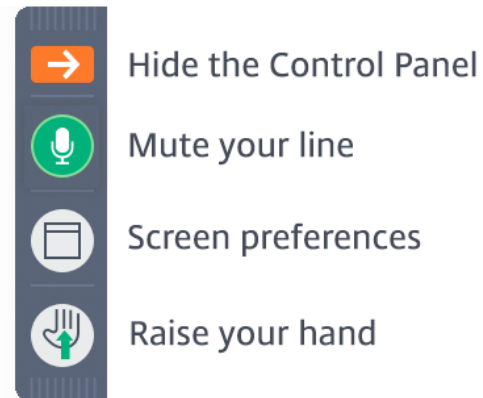 Hide the Control Panel
Mute your line
Screen preferences
Raise your hand